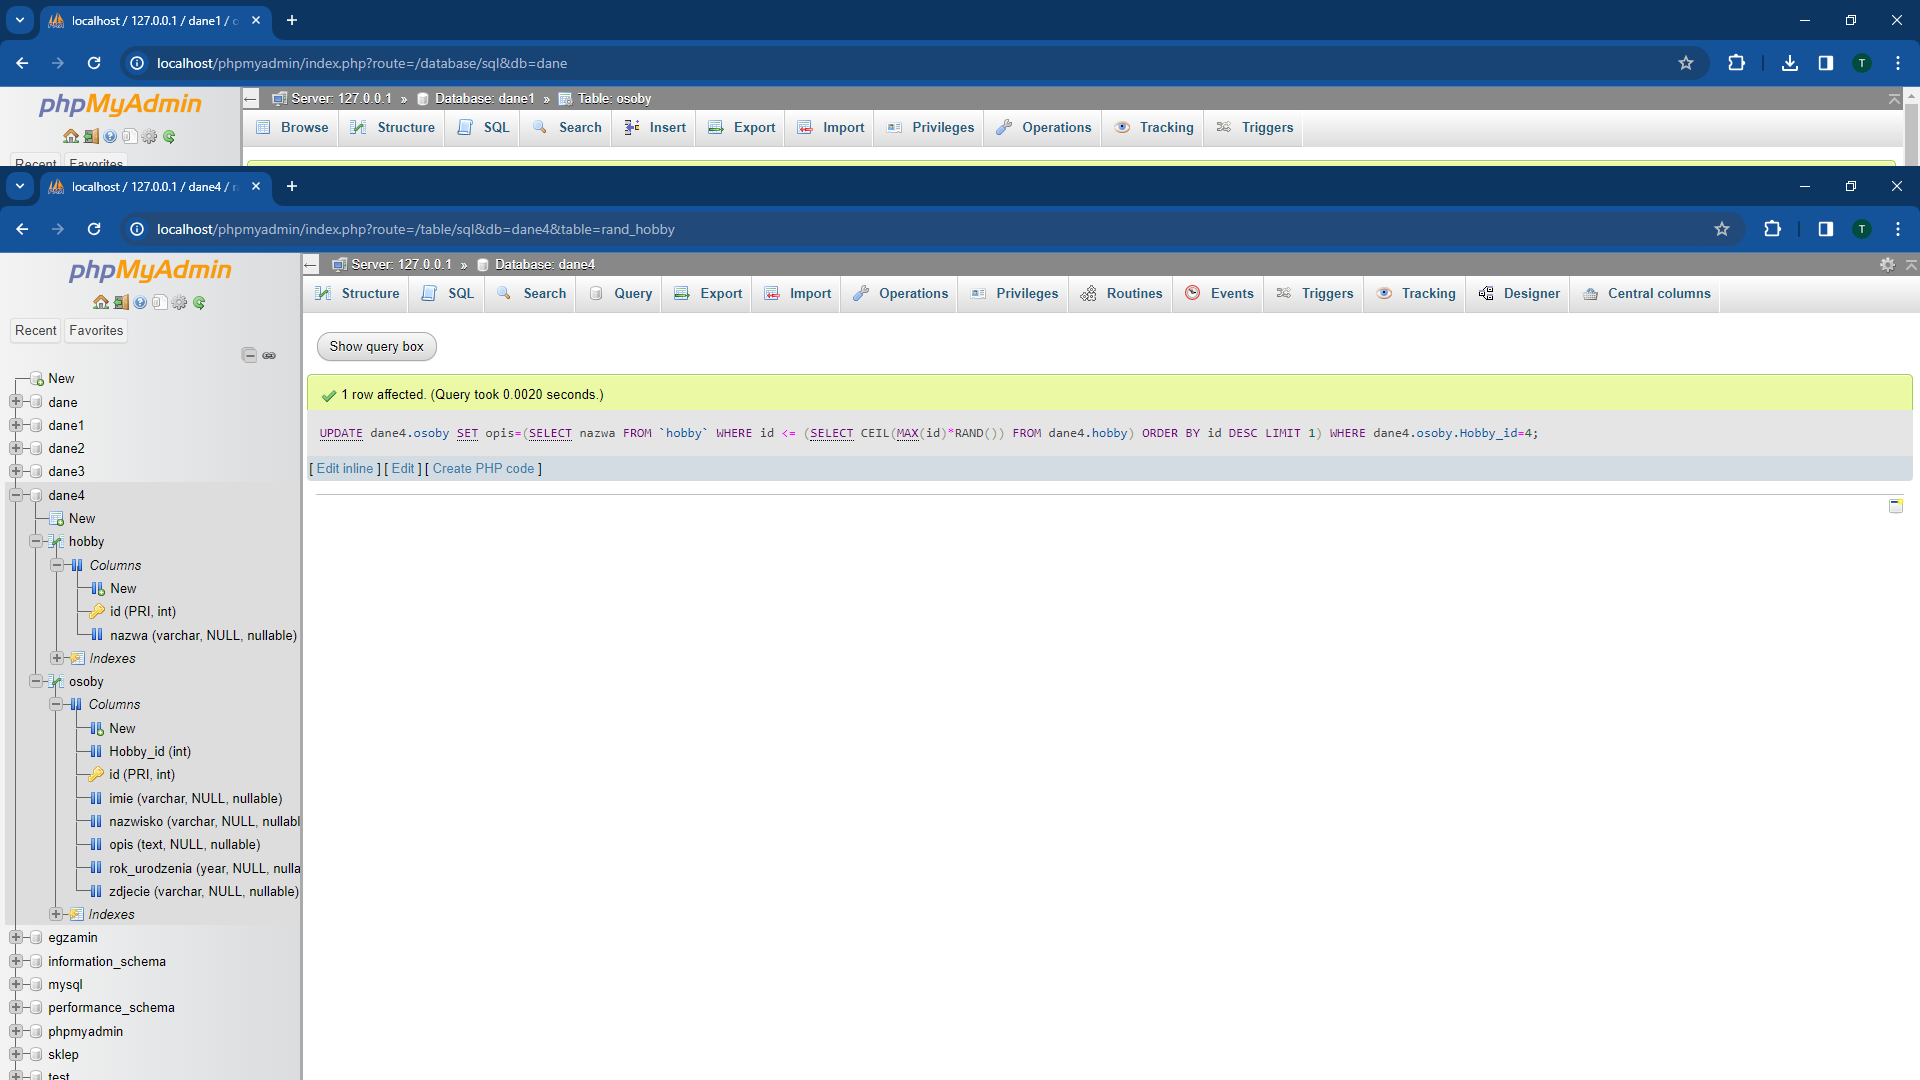 localhost / 127.0.0.1 / dane1 / o
localhost/phpmyadmin/index.php?route=/database/sql&db=dane
T
phpMyAdmin
Server: 127.0.0.1 » Database: dane1 » Table: osoby
Browse Structure SQL Search Insert Export Import Privileges Operations Tracking Triggers
Recent Favorites
localhost / 127.0.0.1 / dane4 / ra
localhost/phpmyadmin/index.php?route=/table/sql&db=dane4&table=rand_hobby
T
phpMyAdmin
Server: 127.0.0.1 » Database: dane4
Structure SQL Search Query Export Import Operations Privileges Routines Events Triggers Tracking Designer Central columns
Recent Favorites
Show query box
1 row affected. (Query took 0.0020 seconds.)
UPDATE dane4.osoby SET opis=(SELECT nazwa FROM `hobby` WHERE id <= (SELECT CEIL(MAX(id)*RAND()) FROM dane4.hobby) ORDER BY id DESC LIMIT 1) WHERE dane4.osoby.Hobby_id=4;
[ Edit inline ] [ Edit ] [ Create PHP code ]
New
dane
dane1
dane2
dane3
dane4
New
hobby
Columns
New
id (PRI, int)
nazwa (varchar, NULL, nullable)
Indexes
osoby
Columns
New
Hobby_id (int)
id (PRI, int)
imie (varchar, NULL, nullable)
nazwisko (varchar, NULL, nullabl
opis (text, NULL, nullable)
rok_urodzenia (year, NULL, nulla
zdjecie (varchar, NULL, nullable)
Indexes
egzamin
information_schema
mysql
performance_schema
phpmyadmin
sklep
test